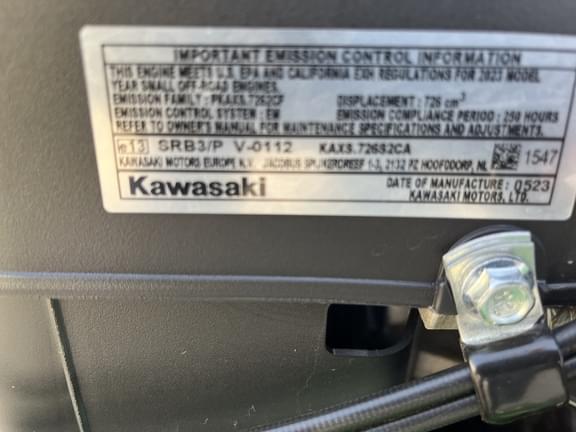 IMPORTANT EMISSION CONTROL INFORMATION
THIS ENGINE MEETS U.S. EPA AND CALIFORNIA EXH REGULATIONS FOR 2023 MODEL
YEAR SMALL OFF-ROAD ENGINES.
EMISSION FAMILY : PKAXS.7262CF DISPLACEMENT : 726 cm³
EMISSION CONTROL SYSTEM : EM EMISSION COMPLIANCE PERIOD : 250 HOURS
REFER TO OWNER'S MANUAL FOR MAINTENANCE SPECIFICATIONS AND ADJUSTMENTS.
e13 SRB3/P V-0112 KAXS.726S2CA 1547
KAWASAKI MOTORS EUROPE N.V. JACOBUS SPIJKERDREEF 1-3, 2132 PZ HOOFDDORP, NL
Kawasaki DATE OF MANUFACTURE : 0523
KAWASAKI MOTORS, LTD.